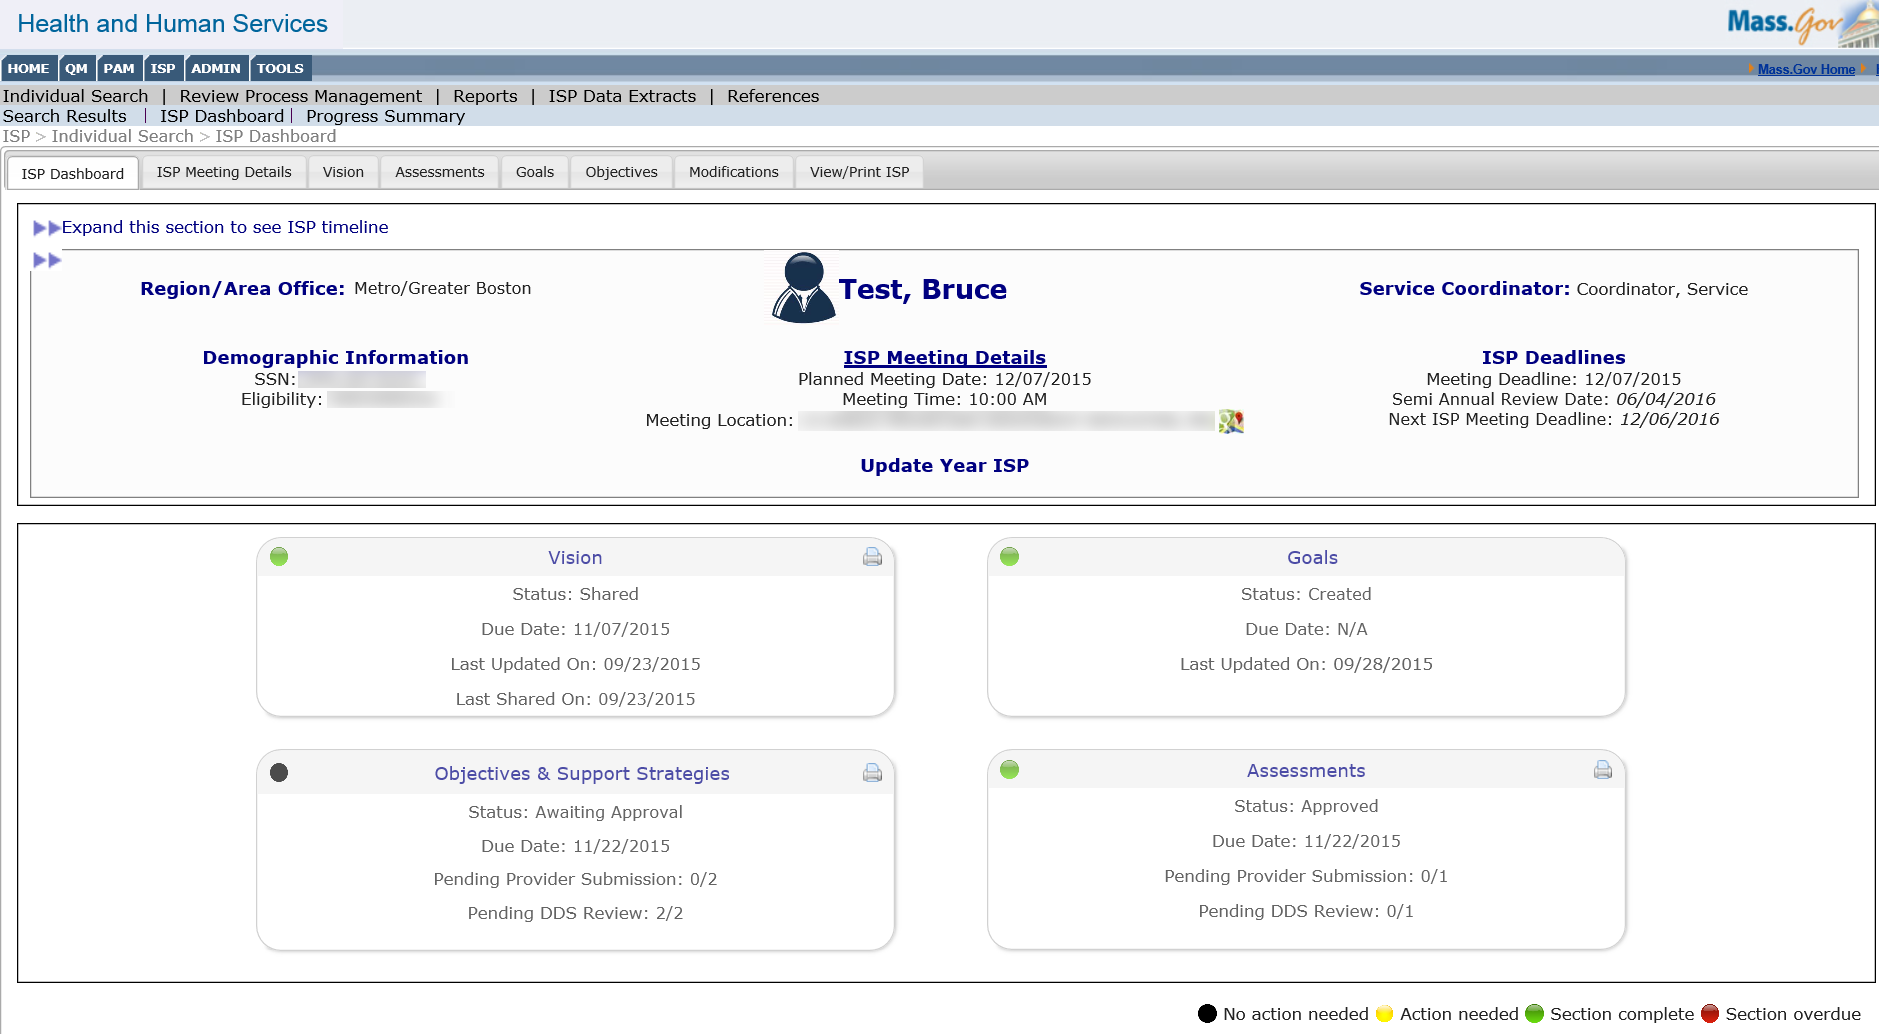 Health and Human Services
Mass.Gov
HOME QM PAM ISP ADMIN TOOLS
Mass.Gov Home
Individual Search | Review Process Management | Reports | ISP Data Extracts | References
Search Results | ISP Dashboard | Progress Summary
ISP > Individual Search > ISP Dashboard
ISP Dashboard ISP Meeting Details Vision Assessments Goals Objectives Modifications View/Print ISP
Expand this section to see ISP timeline
Region/Area Office: Metro/Greater Boston
Test, Bruce
Service Coordinator: Coordinator, Service
Demographic Information
SSN:
Eligibility:
ISP Meeting Details
Planned Meeting Date: 12/07/2015
Meeting Time: 10:00 AM
Meeting Location:
Update Year ISP
ISP Deadlines
Meeting Deadline: 12/07/2015
Semi Annual Review Date: 06/04/2016
Next ISP Meeting Deadline: 12/06/2016
Vision
Status: Shared
Due Date: 11/07/2015
Last Updated On: 09/23/2015
Last Shared On: 09/23/2015
Goals
Status: Created
Due Date: N/A
Last Updated On: 09/28/2015
Objectives & Support Strategies
Status: Awaiting Approval
Due Date: 11/22/2015
Pending Provider Submission: 0/2
Pending DDS Review: 2/2
Assessments
Status: Approved
Due Date: 11/22/2015
Pending Provider Submission: 0/1
Pending DDS Review: 0/1
No action needed Action needed Section complete Section overdue